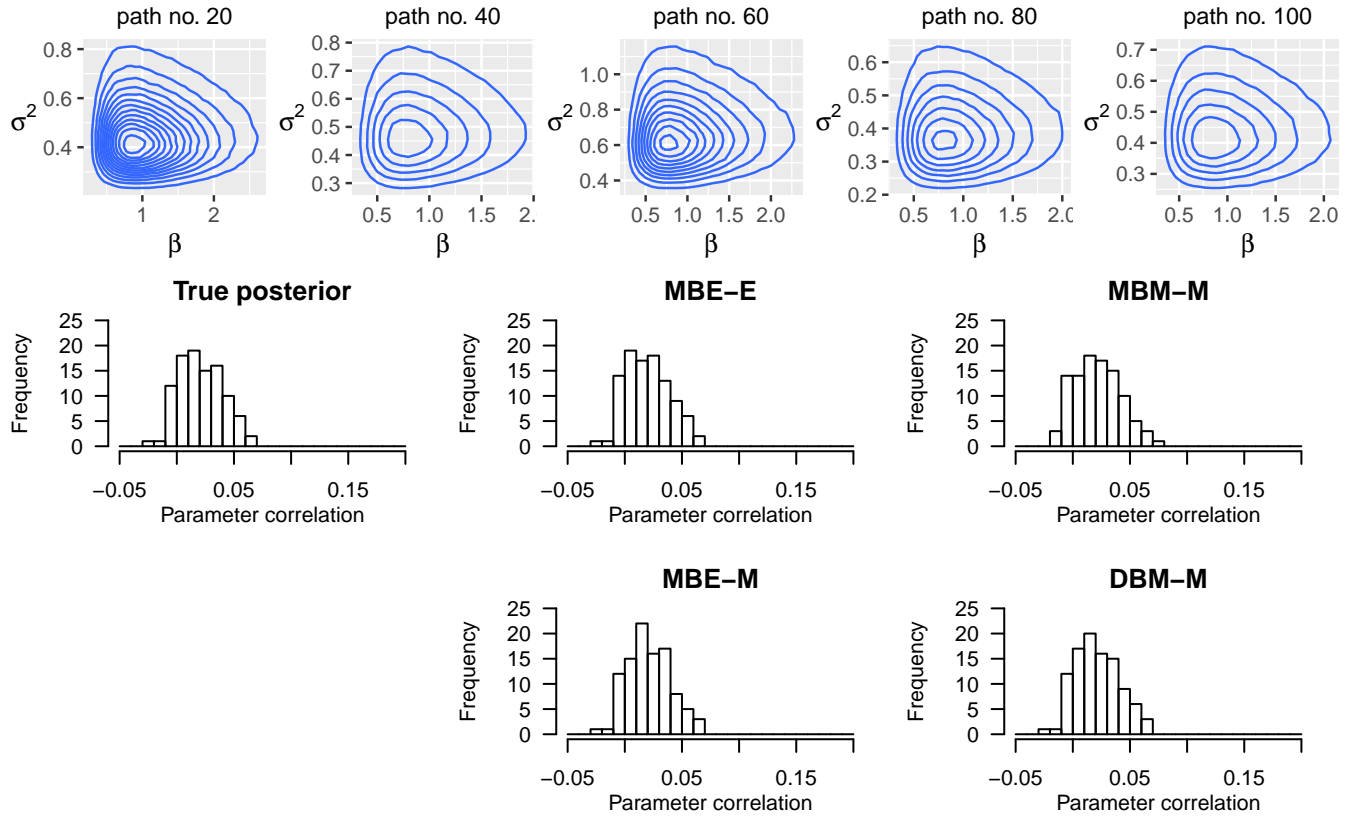 path no. 20
path no. 40
path no. 60
path no. 80
path no. 100
σ²
0.8
0.6
0.4
1
2
β
σ²
0.8
0.7
0.6
0.5
0.4
0.3
0.5
1.0
1.5
2.
β
σ²
1.0
0.8
0.6
0.4
0.5
1.0
1.5
2.0
β
σ²
0.6
0.5
0.4
0.3
0.2
0.5
1.0
1.5
2.0
β
σ²
0.7
0.6
0.5
0.4
0.3
0.5
1.0
1.5
2.0
β
True posterior
Frequency
25
20
15
10
5
0
−0.05
0.05
0.15
Parameter correlation
MBE−E
Frequency
25
20
15
10
5
0
−0.05
0.05
0.15
Parameter correlation
MBM−M
Frequency
25
20
15
10
5
0
−0.05
0.05
0.15
Parameter correlation
MBE−M
Frequency
25
20
15
10
5
0
−0.05
0.05
0.15
Parameter correlation
DBM−M
Frequency
25
20
15
10
5
0
−0.05
0.05
0.15
Parameter correlation